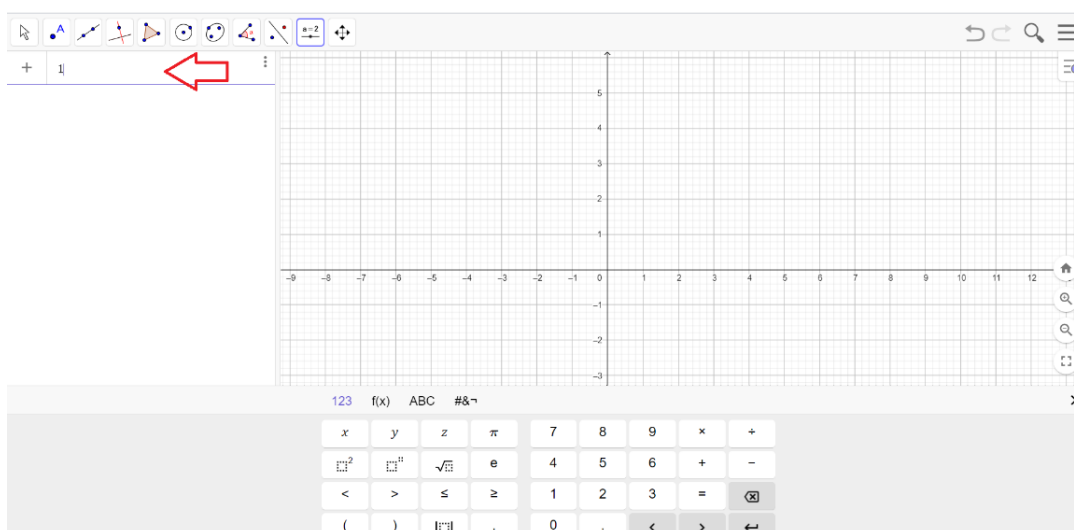 A a=2
+ 1
5
4
3
2
1
–9 –8 –7 –6 –5 –4 –3 –2 –1 0 1 2 3 4 5 6 7 8 9 10 11 12
–1
–2
–3
123 f(x) ABC #&¬
x y z π 7 8 9 × ÷
2 e 4 5 6 + −
< > ≤ ≥ 1 2 3 =
( ) , 0 . < >